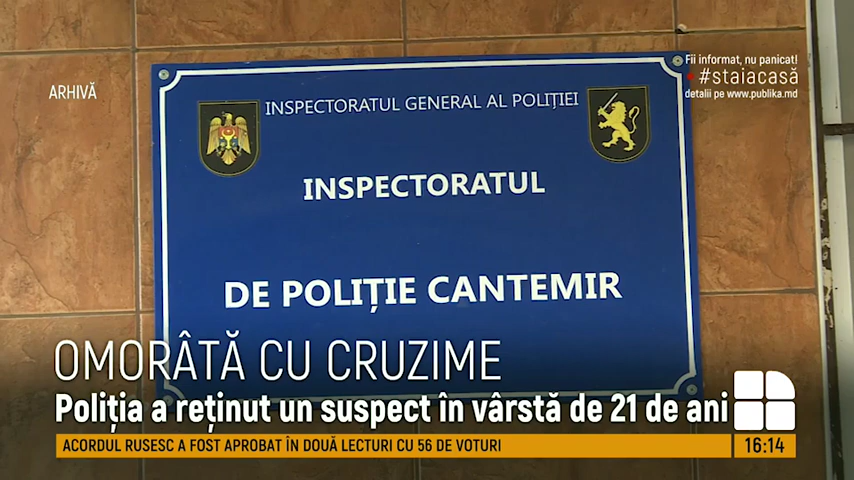 Fii informat, nu panicat!
#staiacasă
detalii pe www.publika.md
ARHIVĂ
INSPECTORATUL GENERAL AL POLIȚIEI
INSPECTORATUL
DE POLIȚIE CANTEMIR
OMORÂTĂ CU CRUZIME
Poliția a reținut un suspect în vârstă de 21 de ani
ACORDUL RUSESC A FOST APROBAT ÎN DOUĂ LECTURI CU 56 DE VOTURI
16:14